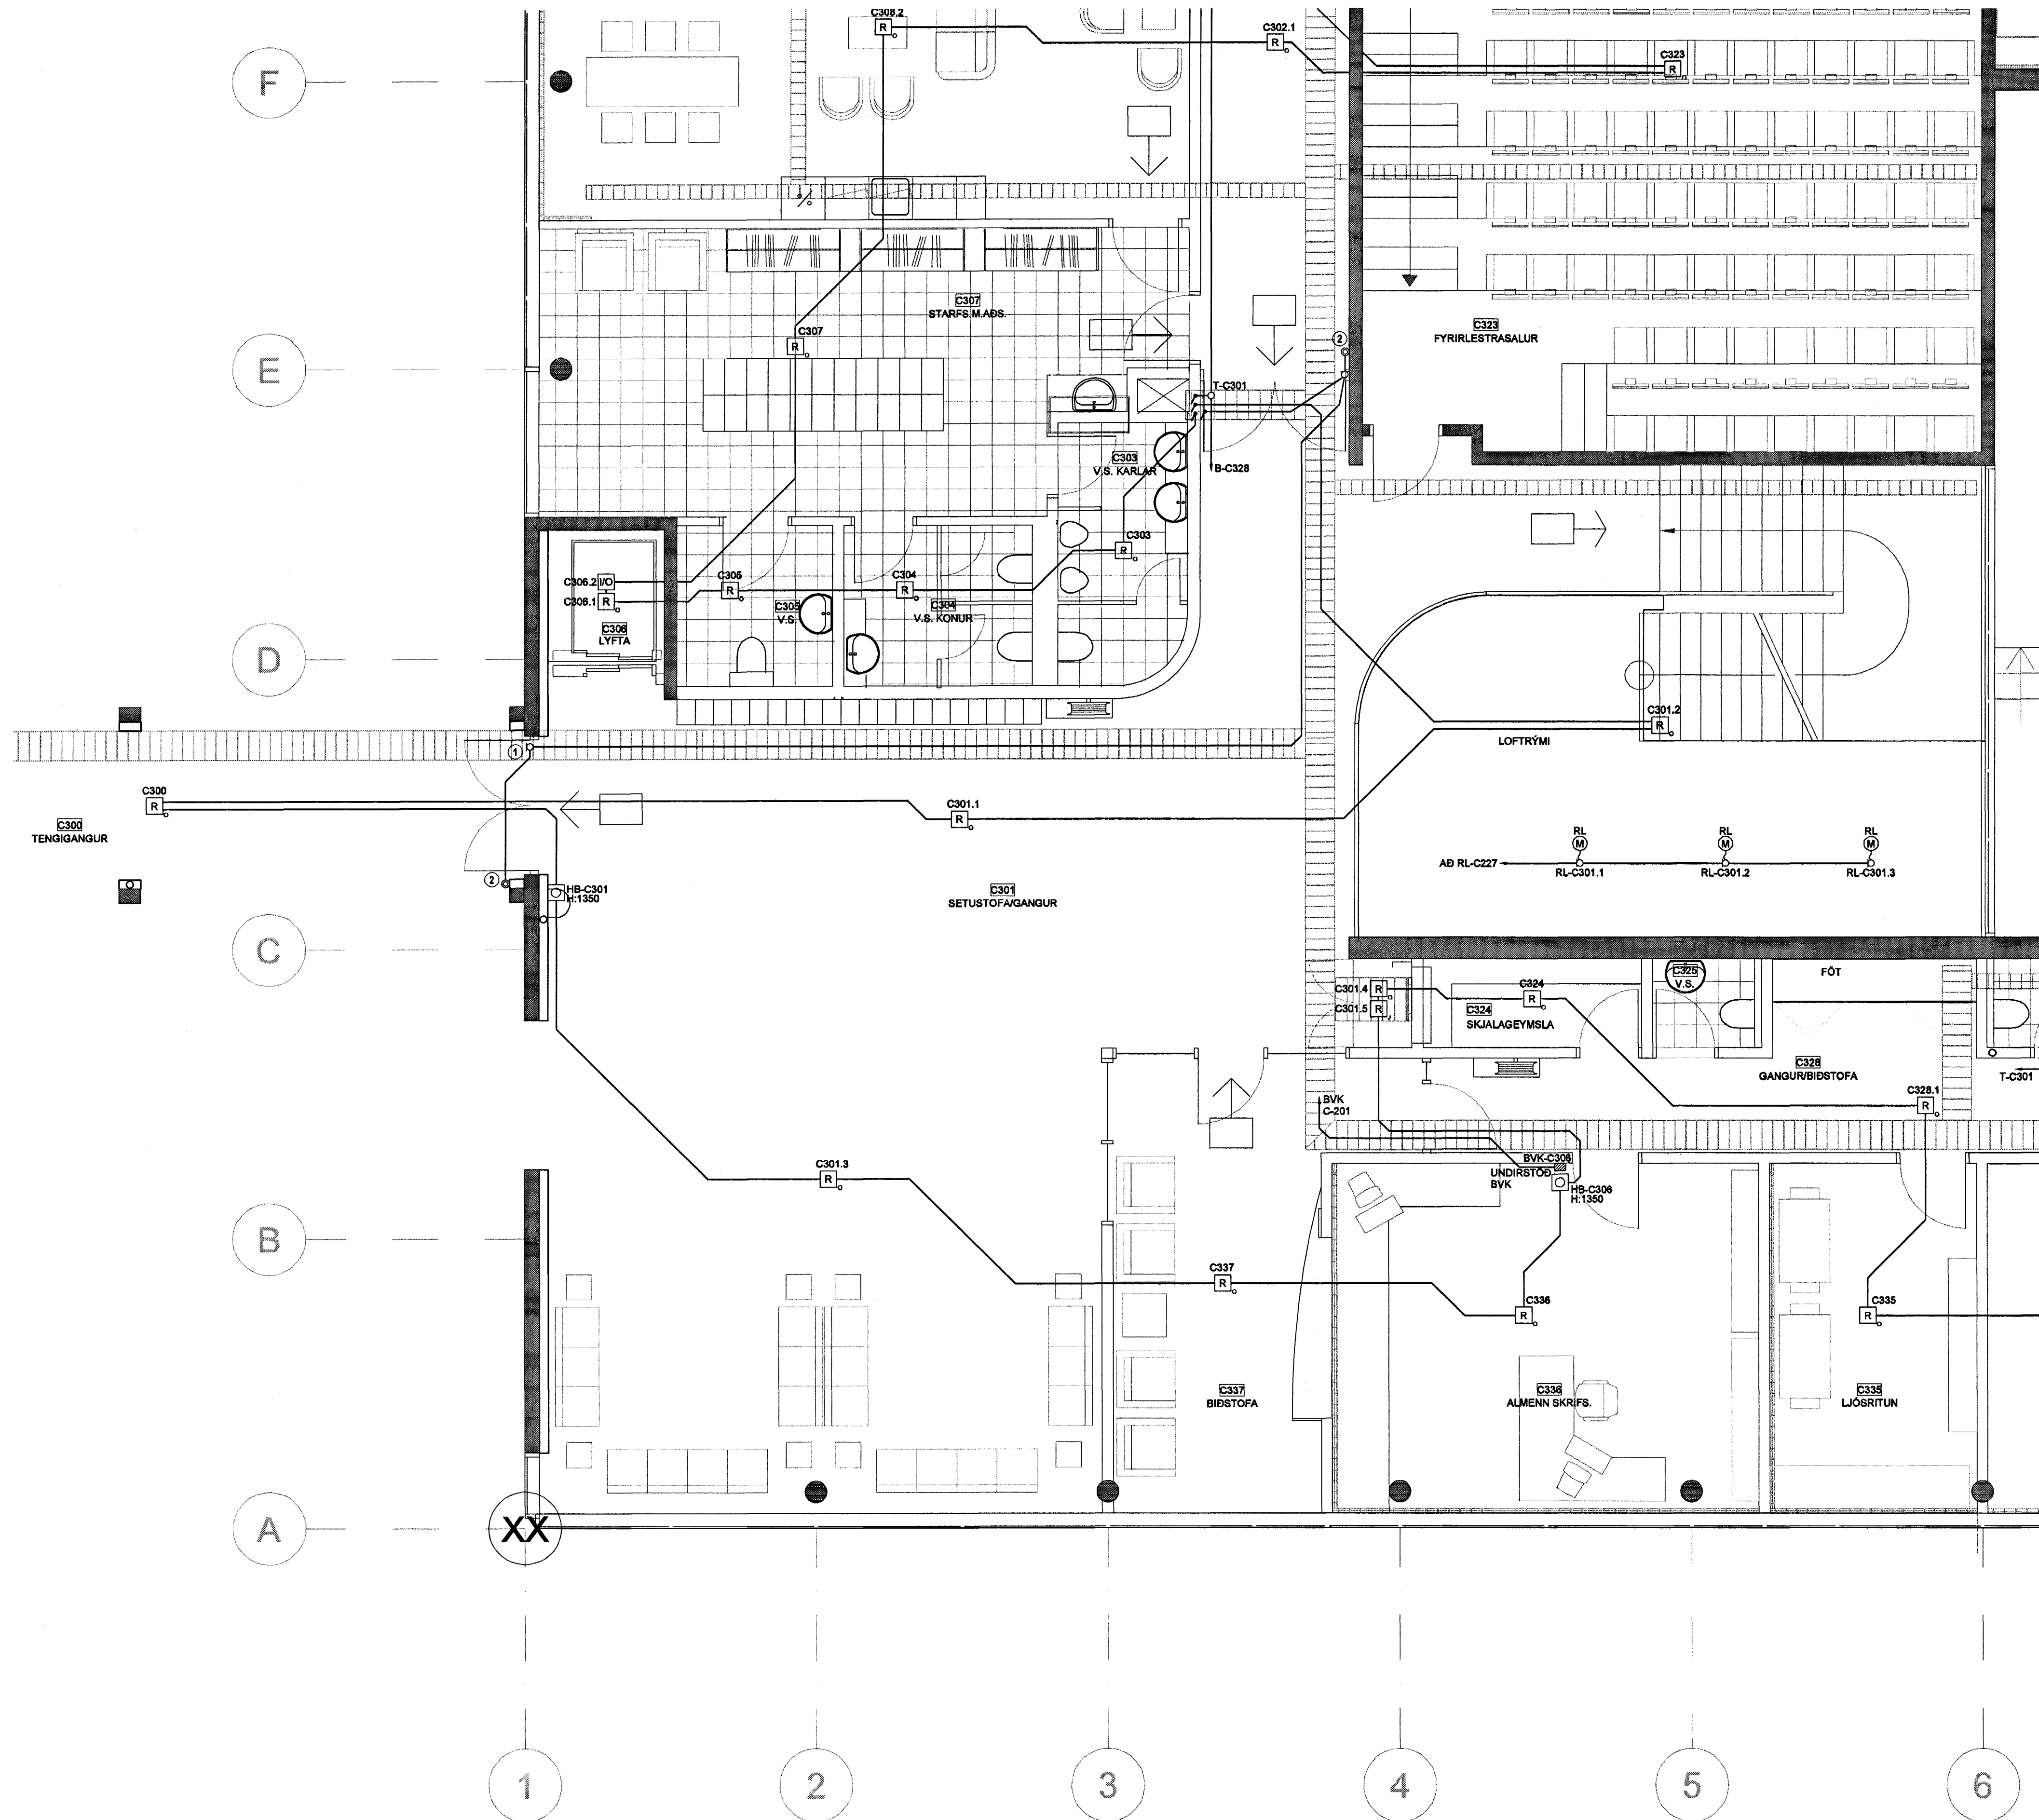 C308.2
R
C302.1
R
C323
R
F
C307
STARFS.M.AÐS.
C307
R
E
C323
FYRIRLESTRASALUR
2
T-C301
C303
V.S. KARLAR
B-C328
C303
R
C306.2 I/O
C306.1 R
C305
R
C304
R
C305
V.S.
C304
V.S. KONUR
C306
LYFTA
D
C301.2
R
LOFTRÝMI
1
C300
R
C301.1
R
C300
TENGIGANGUR
RL
M
RL
M
RL
M
AÐ RL-C227
RL-C301.1
RL-C301.2
RL-C301.3
2
HB-C301
H:1350
C301
SETUSTOFA/GANGUR
C
C301.4 R
C301.5 R
C324
R
C324
SKJALAGEYMSLA
C325
V.S.
FÖT
C328
GANGUR/BIÐSTOFA
T-C301
C328.1
R
BVK
C-201
C301.3
R
BVK-C306
UNDIRSTÖÐ
BVK
HB-C306
H:1350
B
C337
R
C336
R
C335
R
C337
BIÐSTOFA
C336
ALMENN SKRIFS.
C335
LJÓSRITUN
A
XX
1
2
3
4
5
6